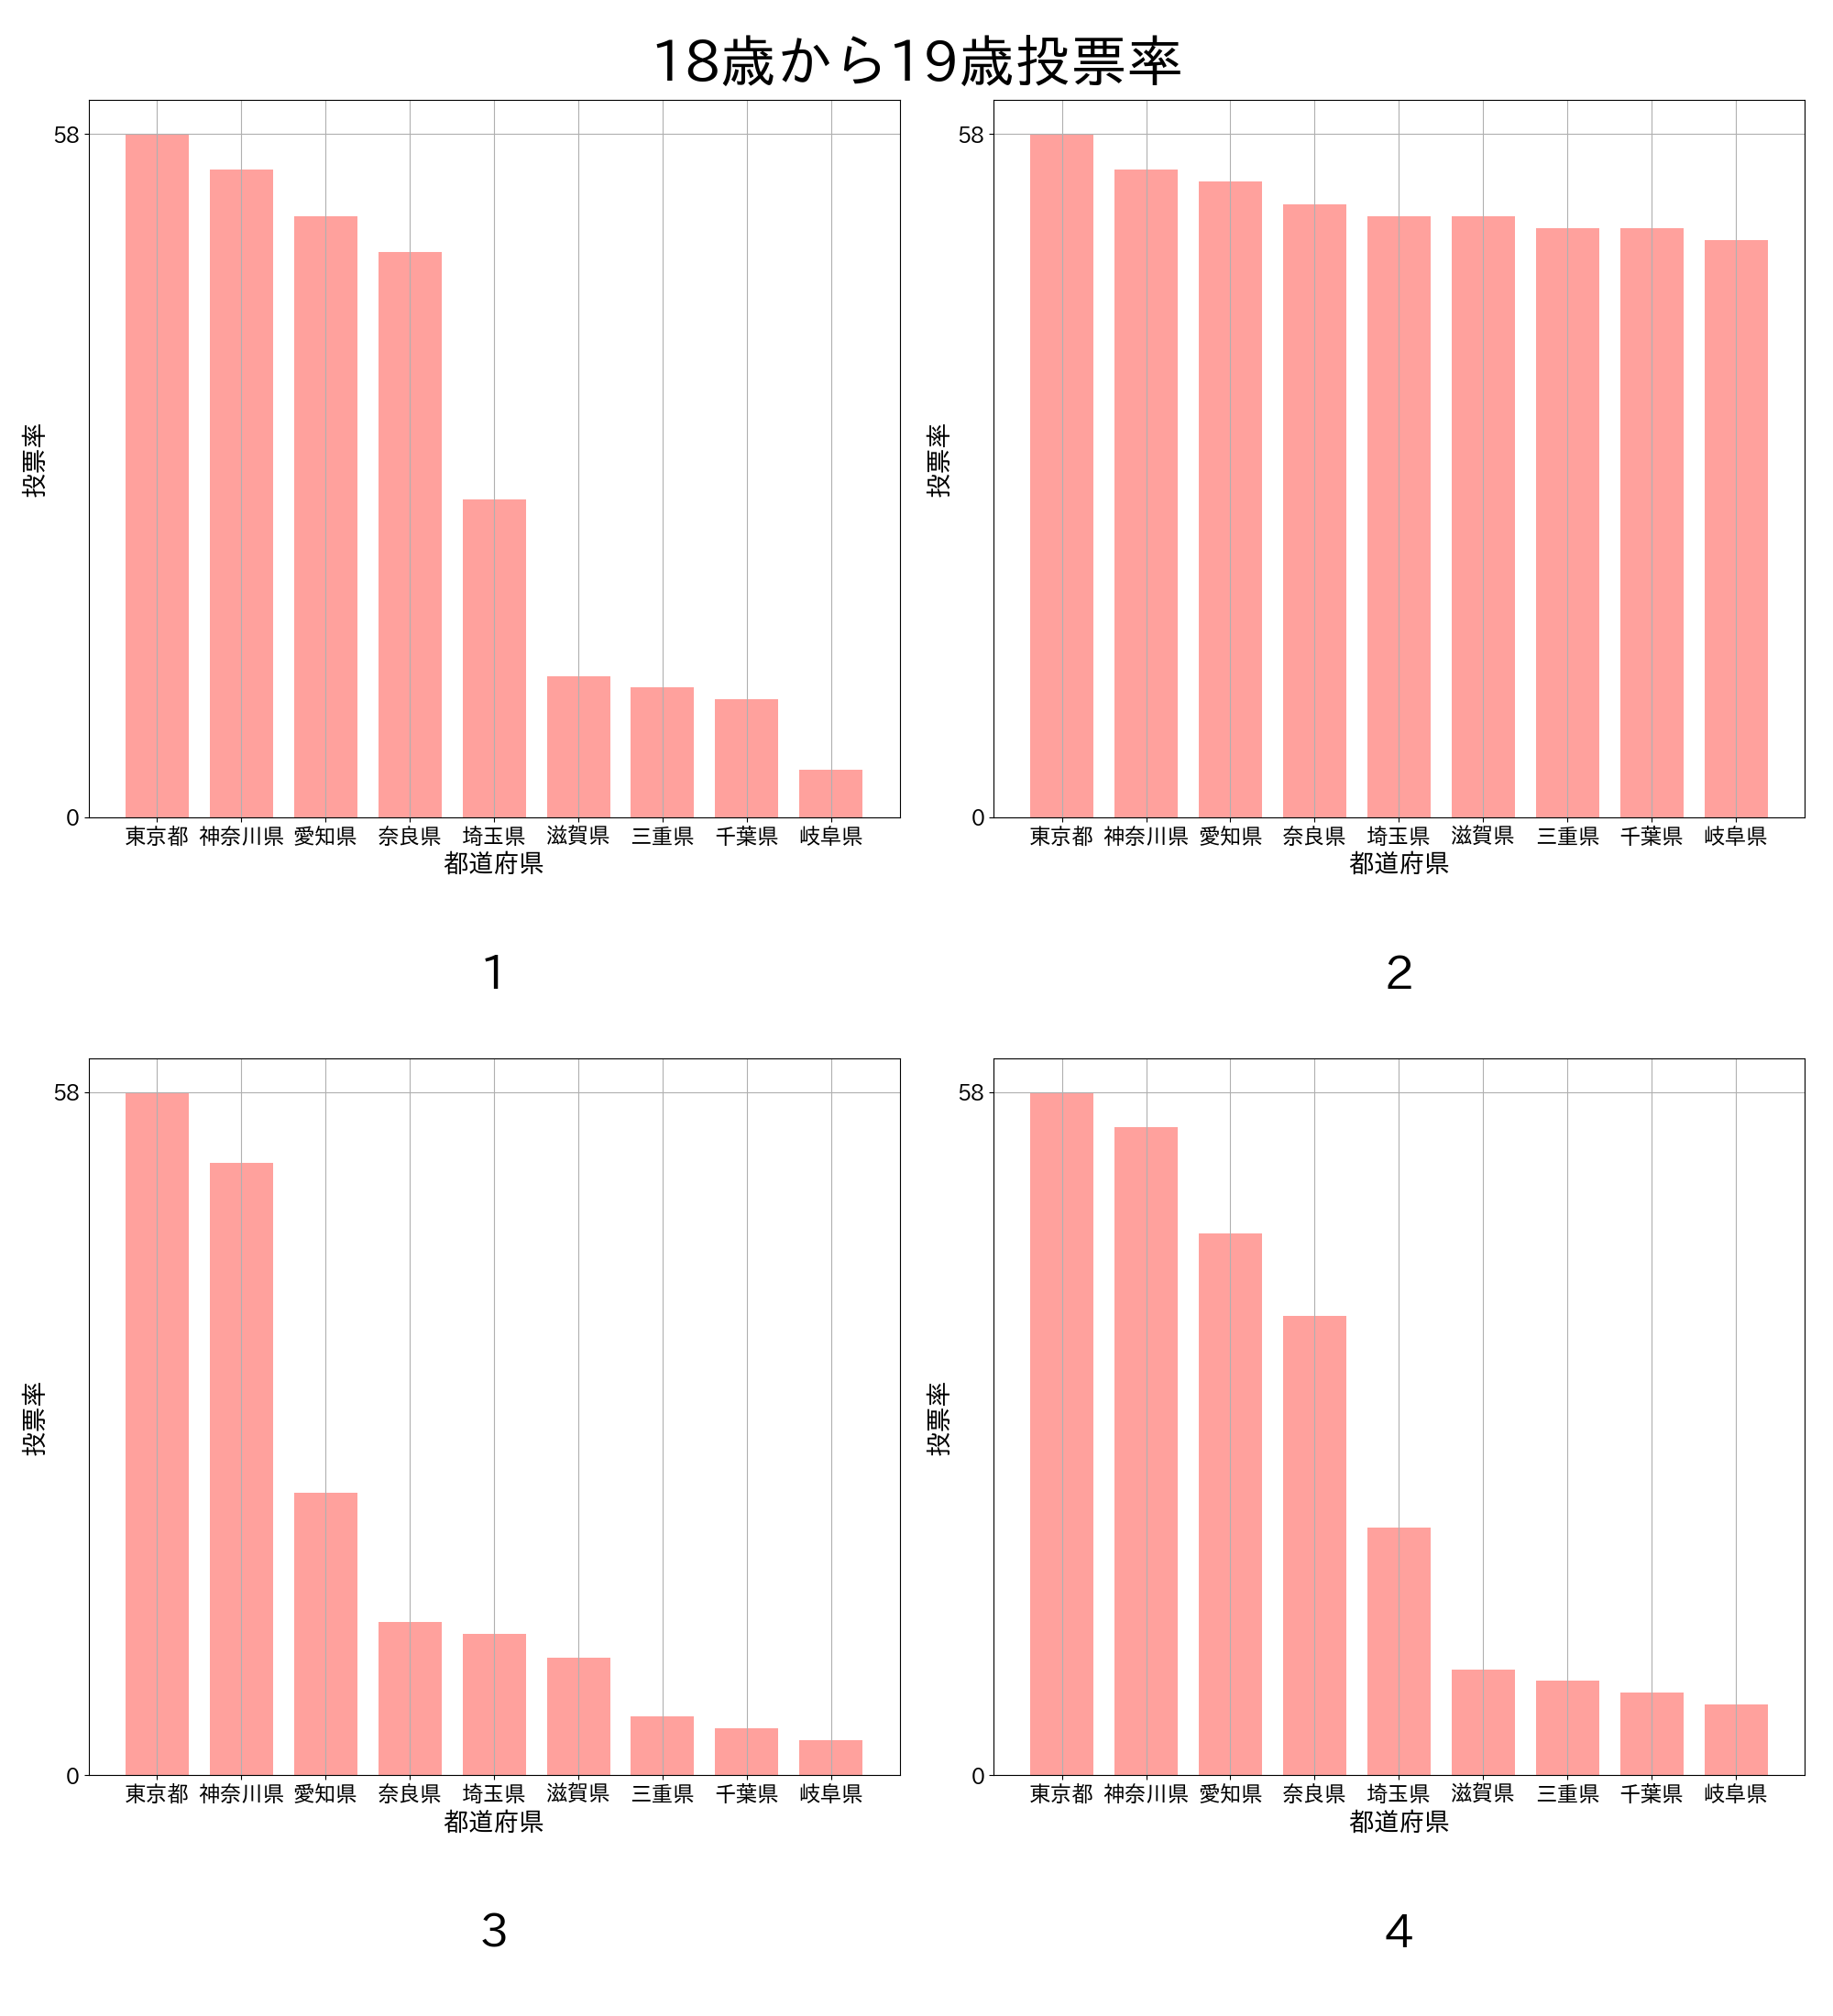 18歳から19歳投票率
58
0
投票率
東京都 神奈川県 愛知県 奈良県 埼玉県 滋賀県 三重県 千葉県 岐阜県
都道府県
1
58
0
投票率
東京都 神奈川県 愛知県 奈良県 埼玉県 滋賀県 三重県 千葉県 岐阜県
都道府県
2
58
0
投票率
東京都 神奈川県 愛知県 奈良県 埼玉県 滋賀県 三重県 千葉県 岐阜県
都道府県
3
58
0
投票率
東京都 神奈川県 愛知県 奈良県 埼玉県 滋賀県 三重県 千葉県 岐阜県
都道府県
4